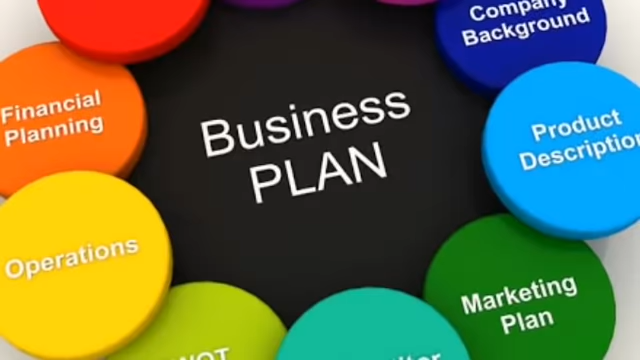 Company
Background
Financial
Planning
Business
PLAN
Product
Description
Operations
Marketing
Plan